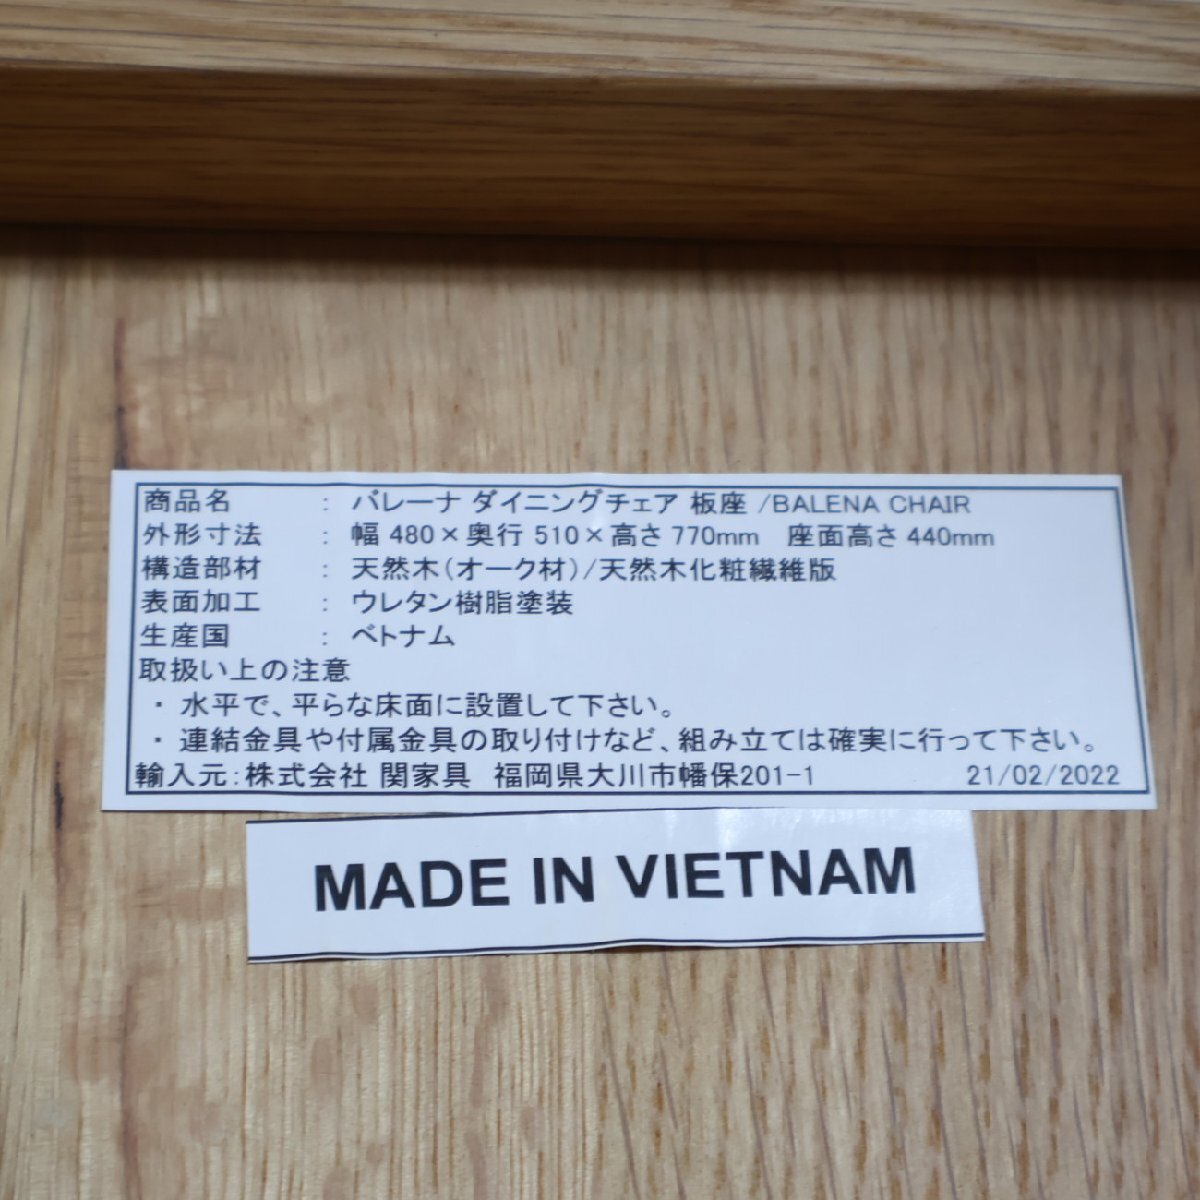 商品名 : バレーナ ダイニングチェア 板座 /BALENA CHAIR
外形寸法 : 幅 480×奥行 510×高さ 770mm 座面高さ 440mm
構造部材 : 天然木(オーク材)/天然木化粧繊維版
表面加工 : ウレタン樹脂塗装
生産国 : ベトナム
取扱い上の注意
・ 水平で、平らな床面に設置して下さい。
・ 連結金具や付属金具の取り付けなど、組み立ては確実に行って下さい。
輸入元:株式会社 関家具 福岡県大川市幡保201-1 21/02/2022
MADE IN VIETNAM